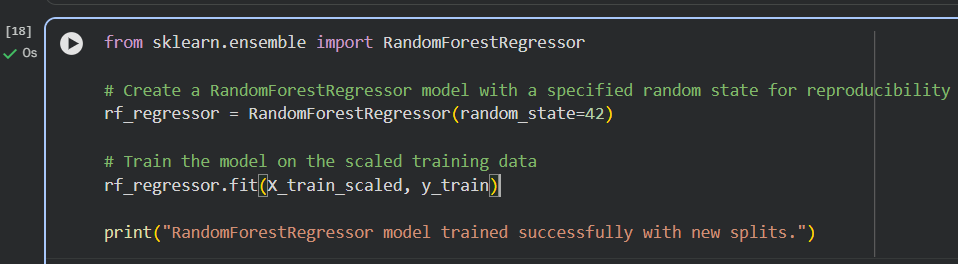 [18]
0s
from sklearn.ensemble import RandomForestRegressor
# Create a RandomForestRegressor model with a specified random state for reproducibility
rf_regressor = RandomForestRegressor(random_state=42)
# Train the model on the scaled training data
rf_regressor.fit(X_train_scaled, y_train)
print("RandomForestRegressor model trained successfully with new splits.")